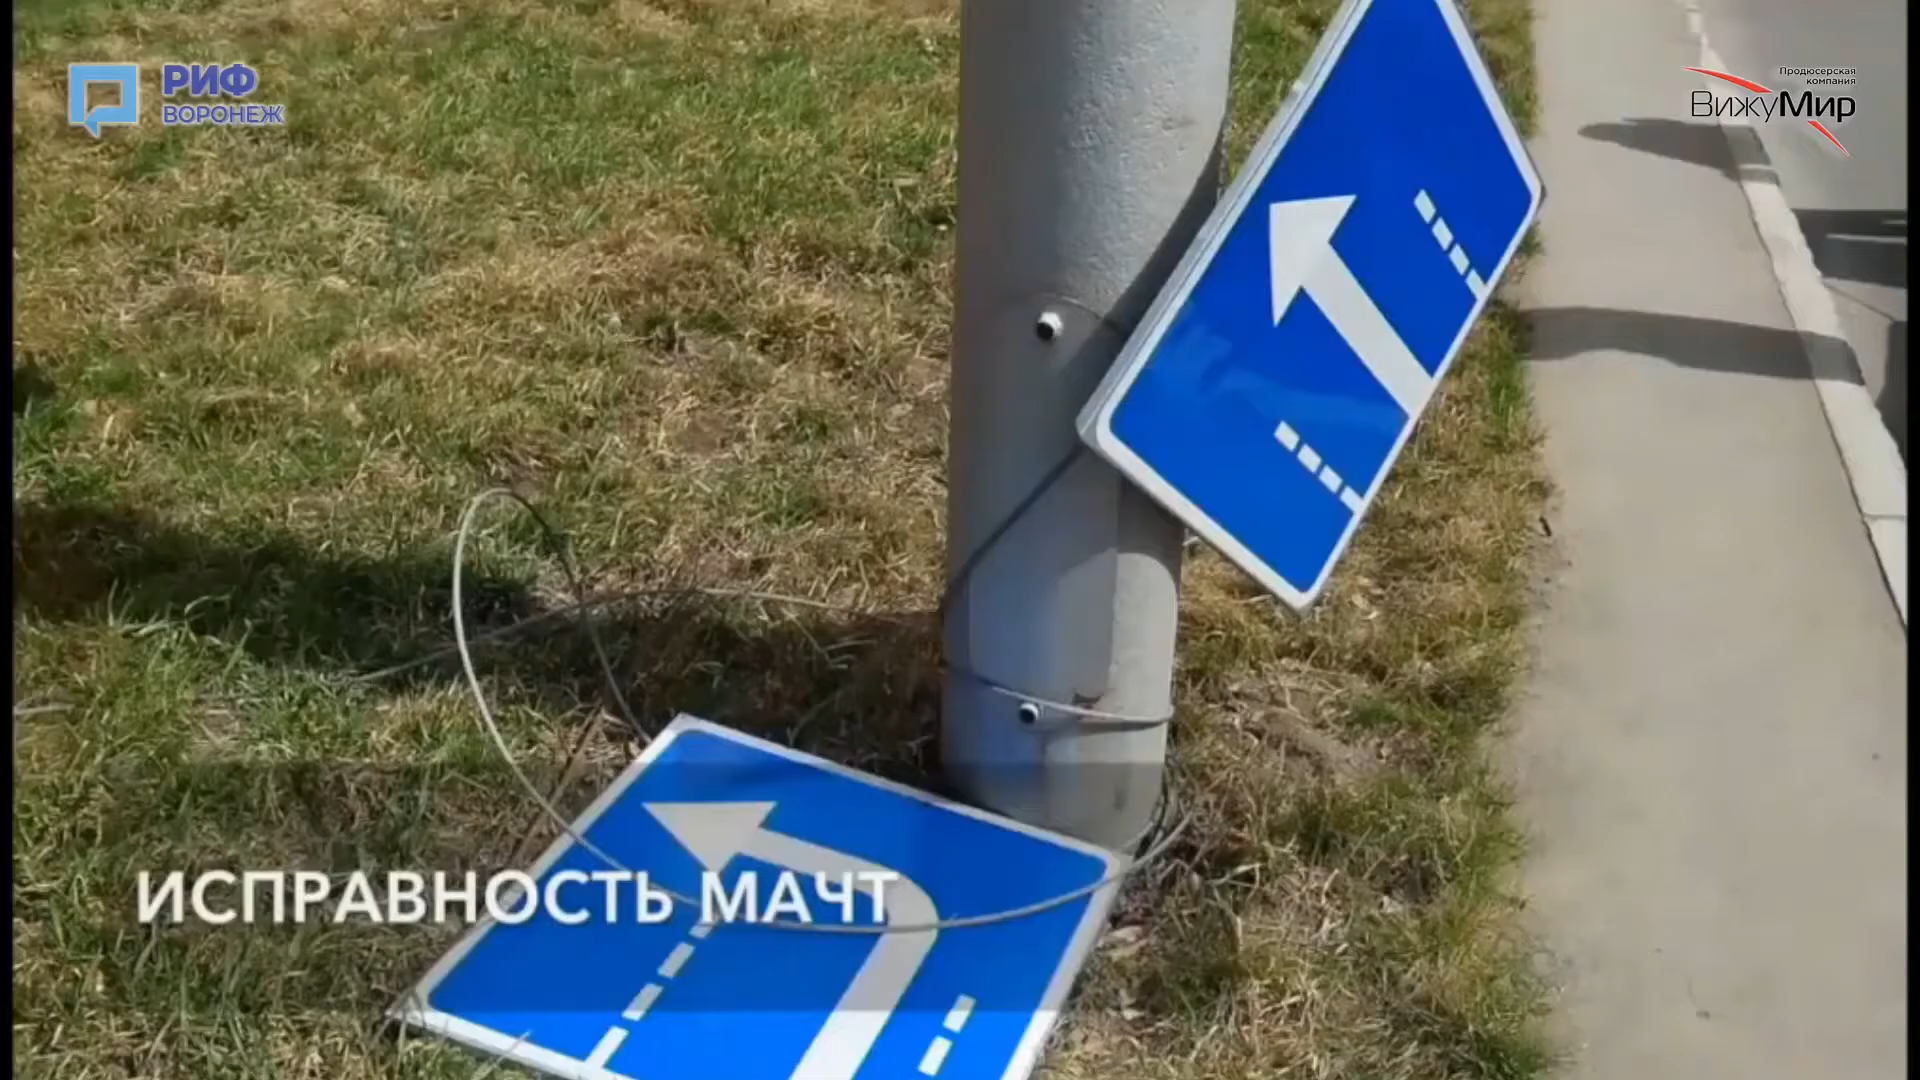 РИФ
ВОРОНЕЖ
Продюсерская
компания
ВижуМир
ИСПРАВНОСТЬ МАЧТ